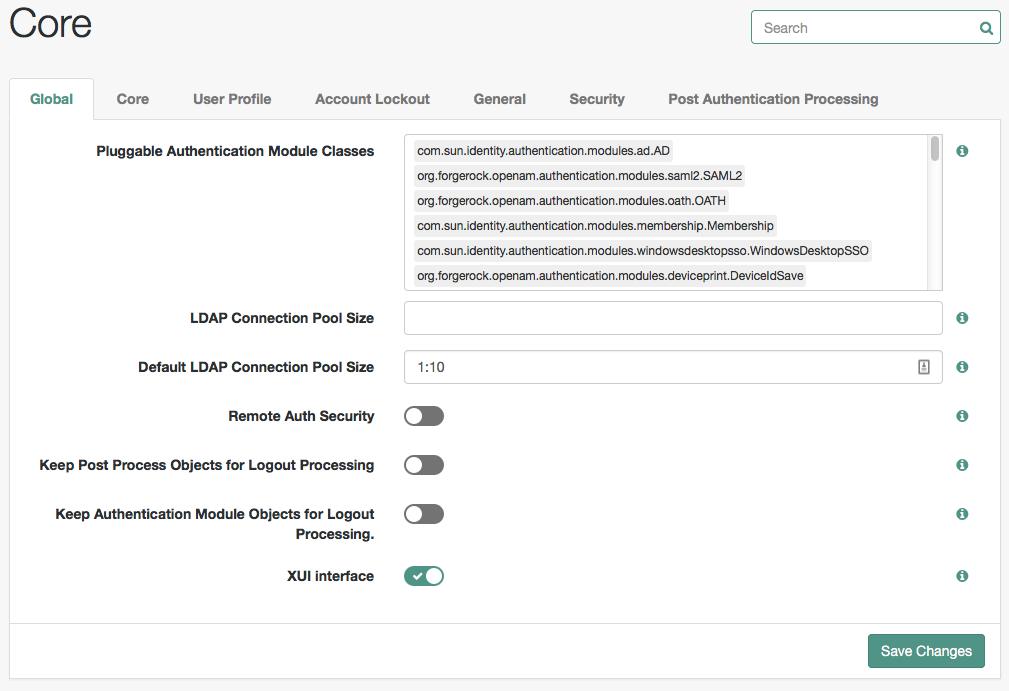 Core
Search
Global
Core
User Profile
Account Lockout
General
Security
Post Authentication Processing
Pluggable Authentication Module Classes
com.sun.identity.authentication.modules.ad.AD
org.forgerock.openam.authentication.modules.saml2.SAML2
org.forgerock.openam.authentication.modules.oath.OATH
com.sun.identity.authentication.modules.membership.Membership
com.sun.identity.authentication.modules.windowsdesktopsso.WindowsDesktopSSO
org.forgerock.openam.authentication.modules.deviceprint.DeviceIdSave
LDAP Connection Pool Size
Default LDAP Connection Pool Size
1:10
Remote Auth Security
Keep Post Process Objects for Logout Processing
Keep Authentication Module Objects for Logout
Processing.
XUI interface
Save Changes